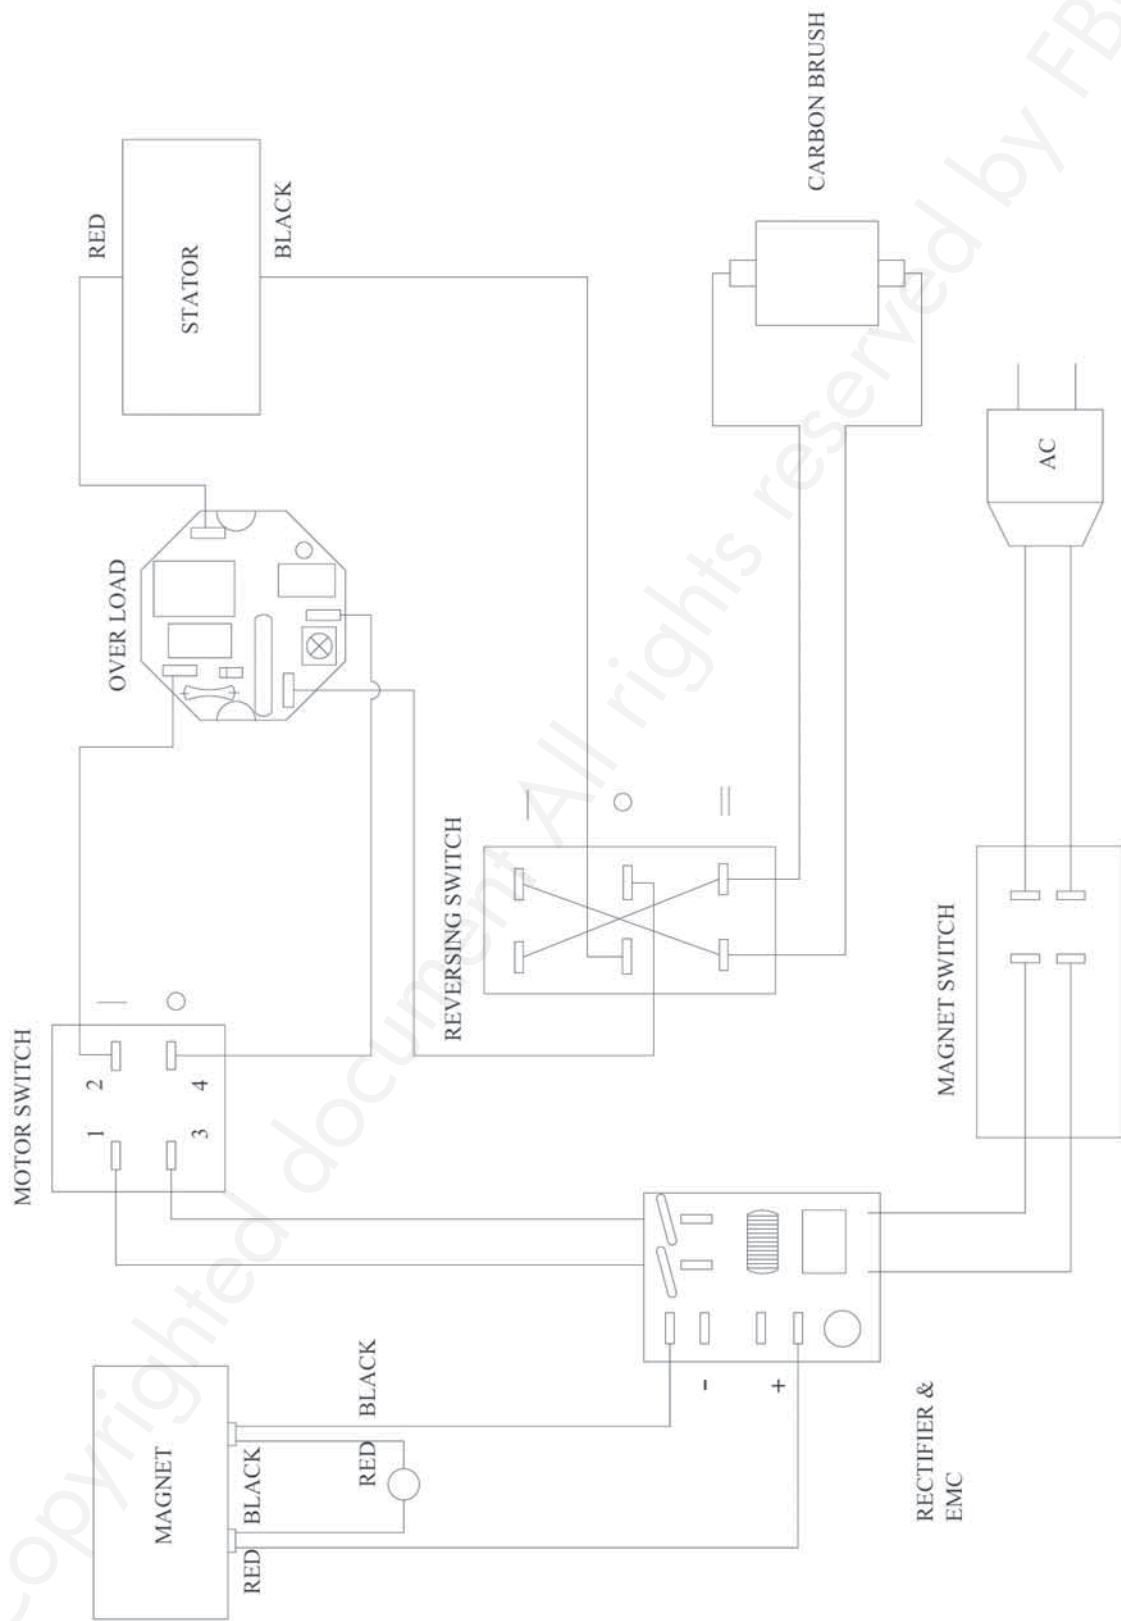 MAGNET
RED
BLACK
RED
BLACK
MOTOR SWITCH
1
2
3
4
|
O
OVER LOAD
RED
STATOR
BLACK
RECTIFIER &
EMC
-
+
REVERSING SWITCH
|
O
||
CARBON BRUSH
MAGNET SWITCH
AC
Copyrighted document All rights reserved by FB